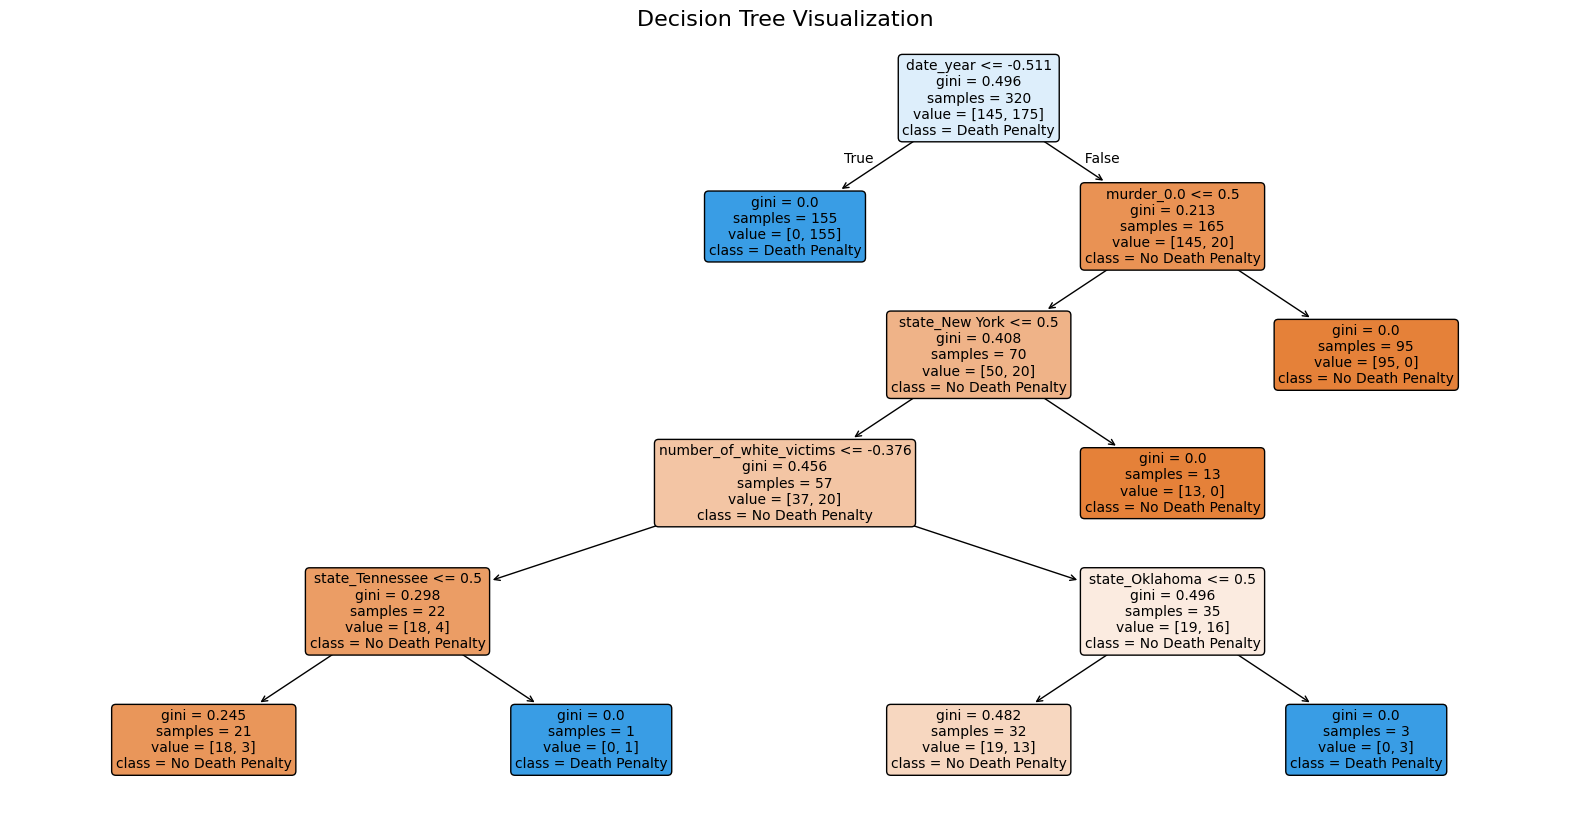 Decision Tree Visualization
date_year <= -0.511
gini = 0.496
samples = 320
value = [145, 175]
class = Death Penalty
True
False
gini = 0.0
samples = 155
value = [0, 155]
class = Death Penalty
murder_0.0 <= 0.5
gini = 0.213
samples = 165
value = [145, 20]
class = No Death Penalty
state_New York <= 0.5
gini = 0.408
samples = 70
value = [50, 20]
class = No Death Penalty
gini = 0.0
samples = 95
value = [95, 0]
class = No Death Penalty
number_of_white_victims <= -0.376
gini = 0.456
samples = 57
value = [37, 20]
class = No Death Penalty
gini = 0.0
samples = 13
value = [13, 0]
class = No Death Penalty
state_Tennessee <= 0.5
gini = 0.298
samples = 22
value = [18, 4]
class = No Death Penalty
state_Oklahoma <= 0.5
gini = 0.496
samples = 35
value = [19, 16]
class = No Death Penalty
gini = 0.245
samples = 21
value = [18, 3]
class = No Death Penalty
gini = 0.0
samples = 1
value = [0, 1]
class = Death Penalty
gini = 0.482
samples = 32
value = [19, 13]
class = No Death Penalty
gini = 0.0
samples = 3
value = [0, 3]
class = Death Penalty